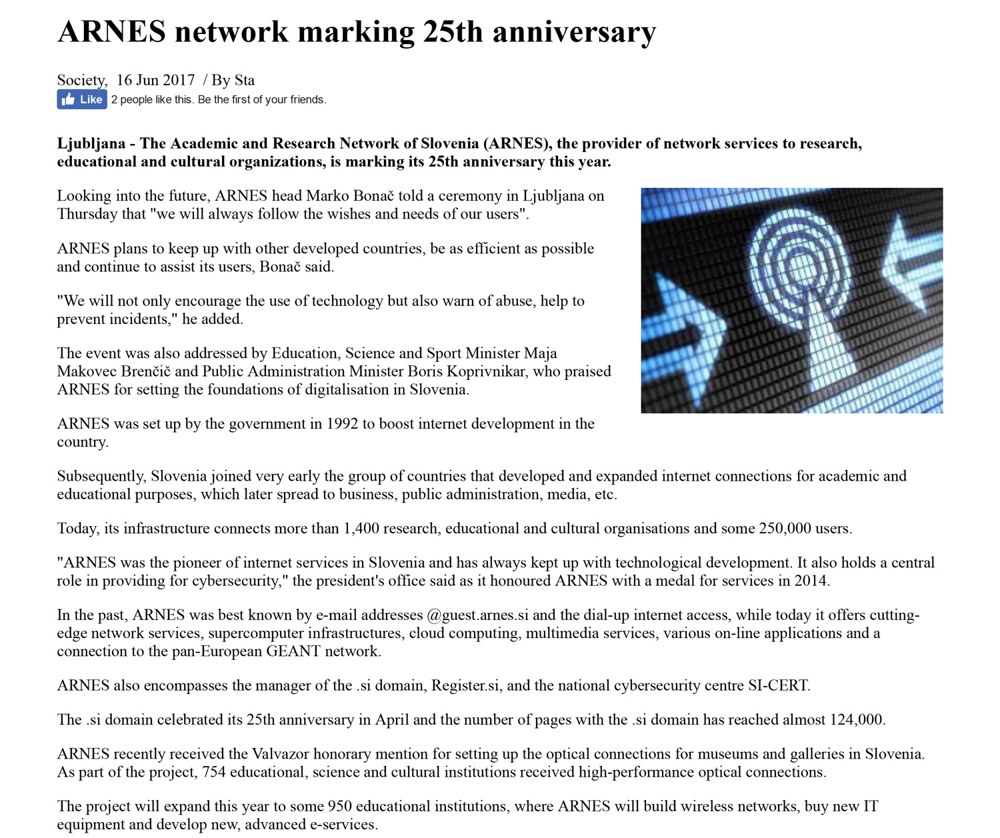 ARNES network marking 25th anniversary
Society,  16 Jun 2017  / By Sta
Like 2 people like this. Be the first of your friends.
Ljubljana - The Academic and Research Network of Slovenia (ARNES), the provider of network services to research,
educational and cultural organizations, is marking its 25th anniversary this year.
Looking into the future, ARNES head Marko Bonač told a ceremony in Ljubljana on
Thursday that "we will always follow the wishes and needs of our users".
ARNES plans to keep up with other developed countries, be as efficient as possible
and continue to assist its users, Bonač said.
"We will not only encourage the use of technology but also warn of abuse, help to
prevent incidents," he added.
The event was also addressed by Education, Science and Sport Minister Maja
Makovec Brenčič and Public Administration Minister Boris Koprivnikar, who praised
ARNES for setting the foundations of digitalisation in Slovenia.
ARNES was set up by the government in 1992 to boost internet development in the
country.
Subsequently, Slovenia joined very early the group of countries that developed and expanded internet connections for academic and
educational purposes, which later spread to business, public administration, media, etc.
Today, its infrastructure connects more than 1,400 research, educational and cultural organisations and some 250,000 users.
"ARNES was the pioneer of internet services in Slovenia and has always kept up with technological development. It also holds a central
role in providing for cybersecurity," the president's office said as it honoured ARNES with a medal for services in 2014.
In the past, ARNES was best known by e-mail addresses @guest.arnes.si and the dial-up internet access, while today it offers cutting-
edge network services, supercomputer infrastructures, cloud computing, multimedia services, various on-line applications and a
connection to the pan-European GEANT network.
ARNES also encompasses the manager of the .si domain, Register.si, and the national cybersecurity centre SI-CERT.
The .si domain celebrated its 25th anniversary in April and the number of pages with the .si domain has reached almost 124,000.
ARNES recently received the Valvazor honorary mention for setting up the optical connections for museums and galleries in Slovenia.
As part of the project, 754 educational, science and cultural institutions received high-performance optical connections.
The project will expand this year to some 950 educational institutions, where ARNES will build wireless networks, buy new IT
equipment and develop new, advanced e-services.